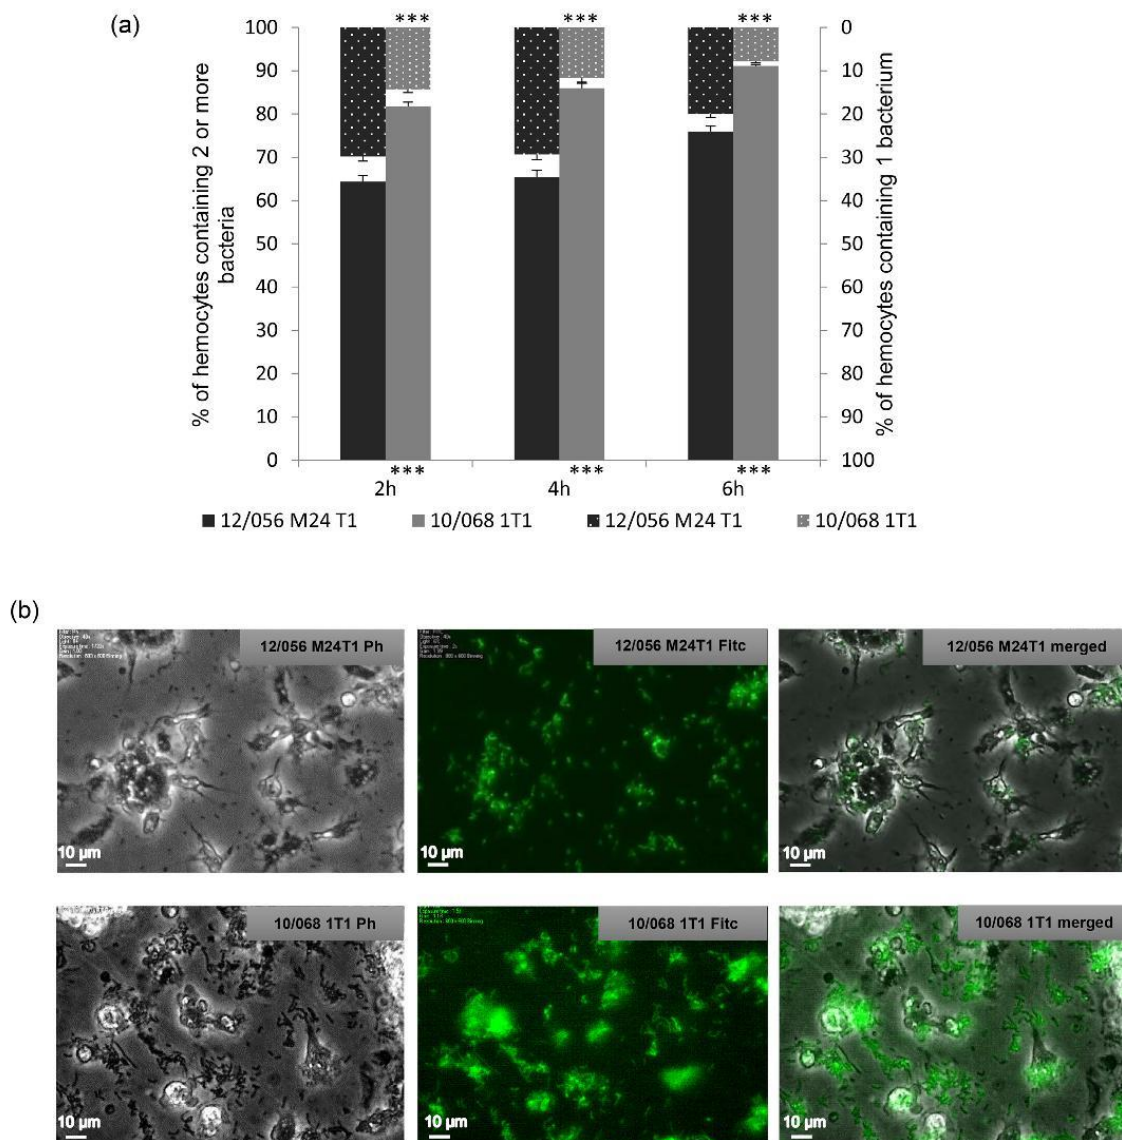 (a)
*** *** ***
100 0
90 10
80 20
70 30
60 40
50 50
40 60
30 70
20 80
10 90
0 100
% of hemocytes containing 2 or more
bacteria
% of hemocytes containing 1 bacterium
*** *** ***
2h 4h 6h
12/056 M24 T1 10/068 1T1 12/056 M24 T1 10/068 1T1
(b)
12/056 M24T1 Ph
10 µm
12/056 M24T1 Fitc
10 µm
12/056 M24T1 merged
10 µm
10/068 1T1 Ph
10 µm
10/068 1T1 Fitc
10 µm
10/068 1T1 merged
10 µm